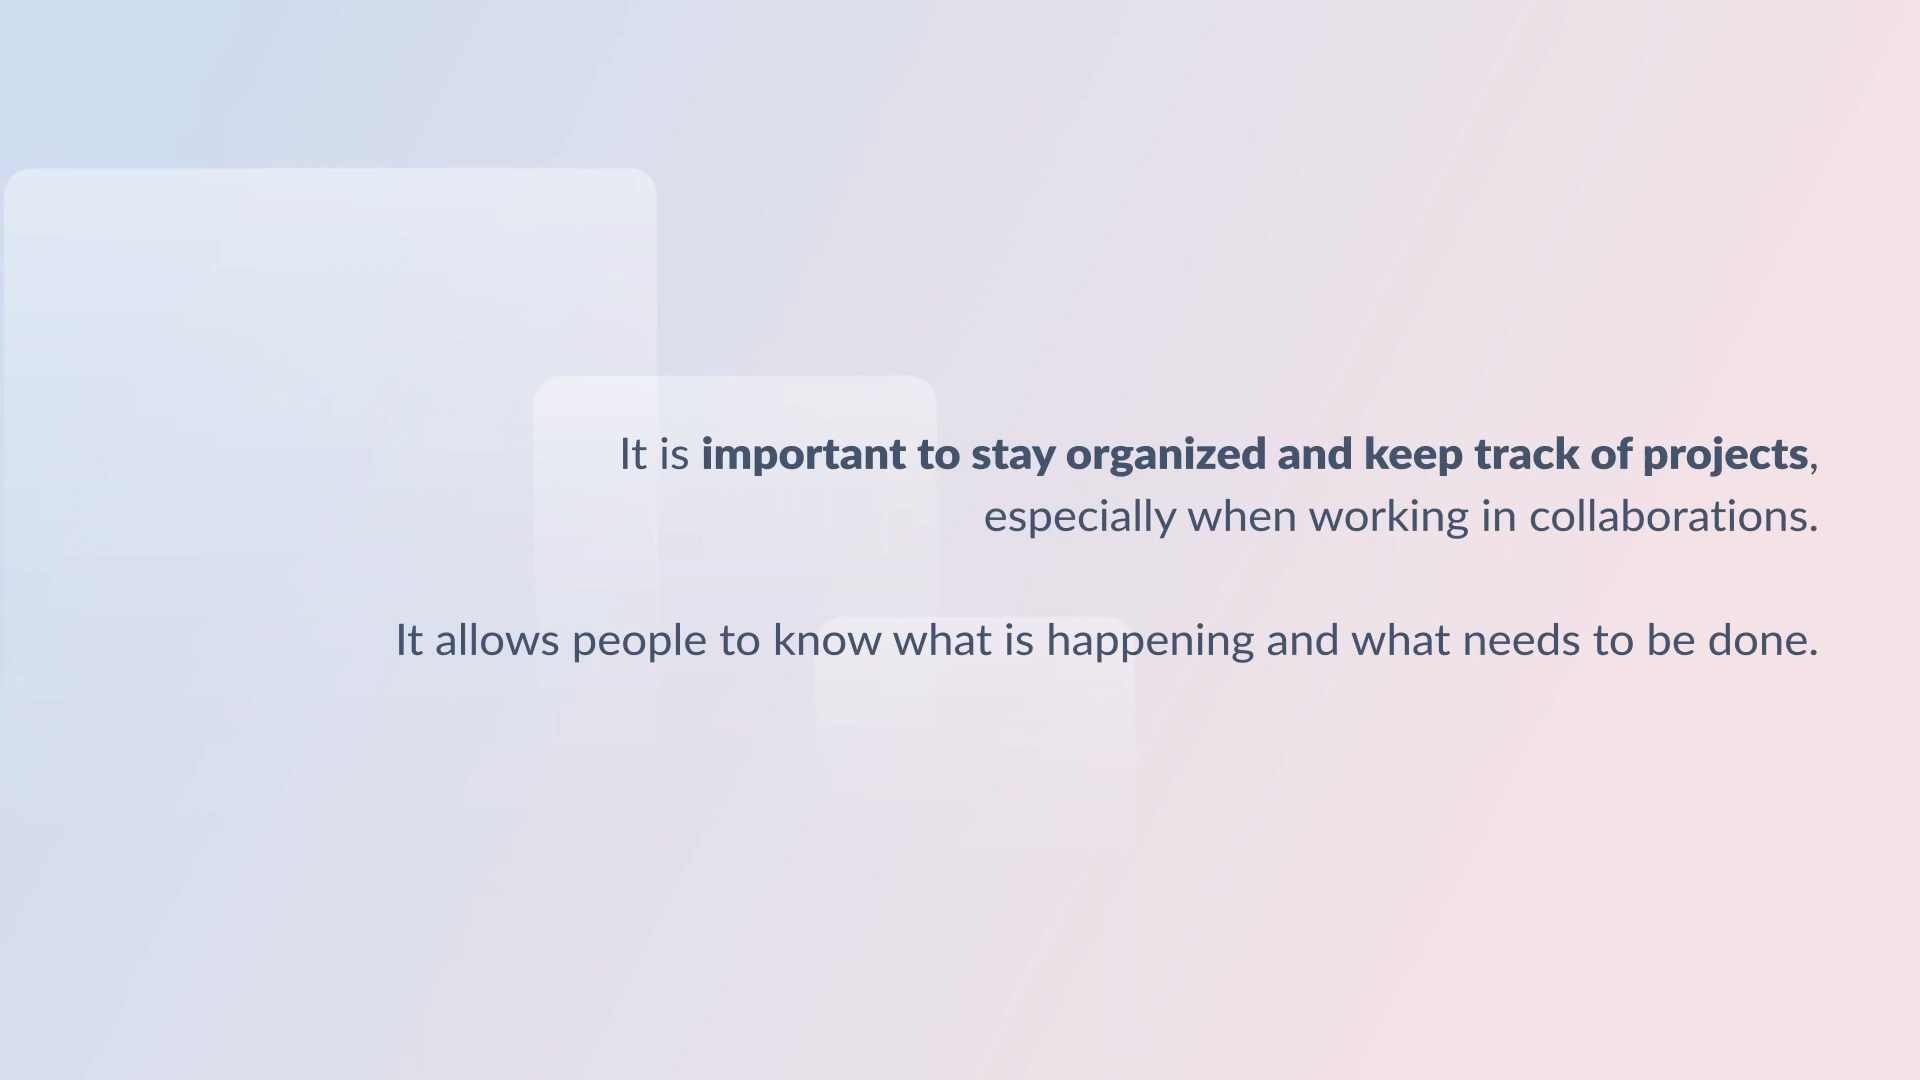 It is important to stay organized and keep track of projects,
especially when working in collaborations.
It allows people to know what is happening and what needs to be done.